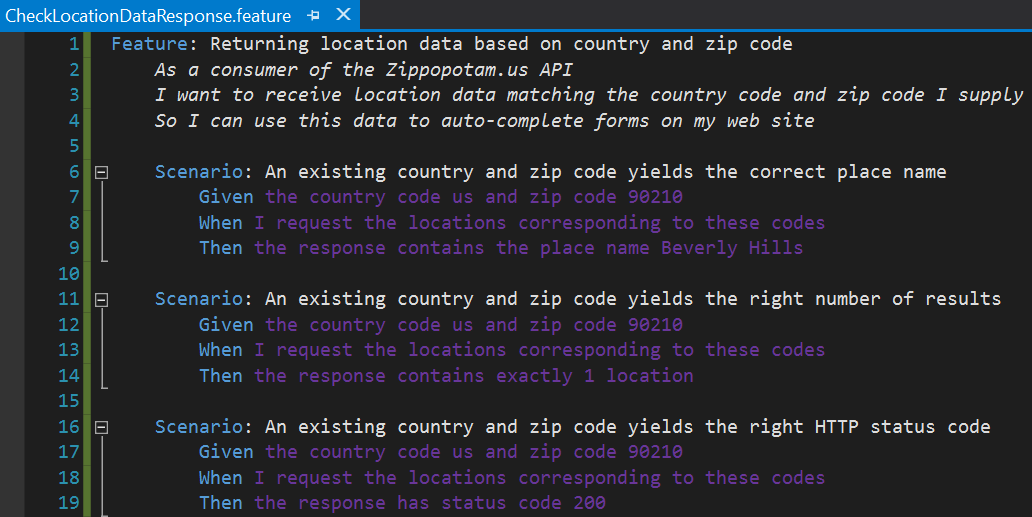 CheckLocationDataResponse.feature
1 Feature: Returning location data based on country and zip code
2 As a consumer of the Zippopotam.us API
3 I want to receive location data matching the country code and zip code I supply
4 So I can use this data to auto-complete forms on my web site
5
6 Scenario: An existing country and zip code yields the correct place name
7 Given the country code us and zip code 90210
8 When I request the locations corresponding to these codes
9 Then the response contains the place name Beverly Hills
10
11 Scenario: An existing country and zip code yields the right number of results
12 Given the country code us and zip code 90210
13 When I request the locations corresponding to these codes
14 Then the response contains exactly 1 location
15
16 Scenario: An existing country and zip code yields the right HTTP status code
17 Given the country code us and zip code 90210
18 When I request the locations corresponding to these codes
19 Then the response has status code 200